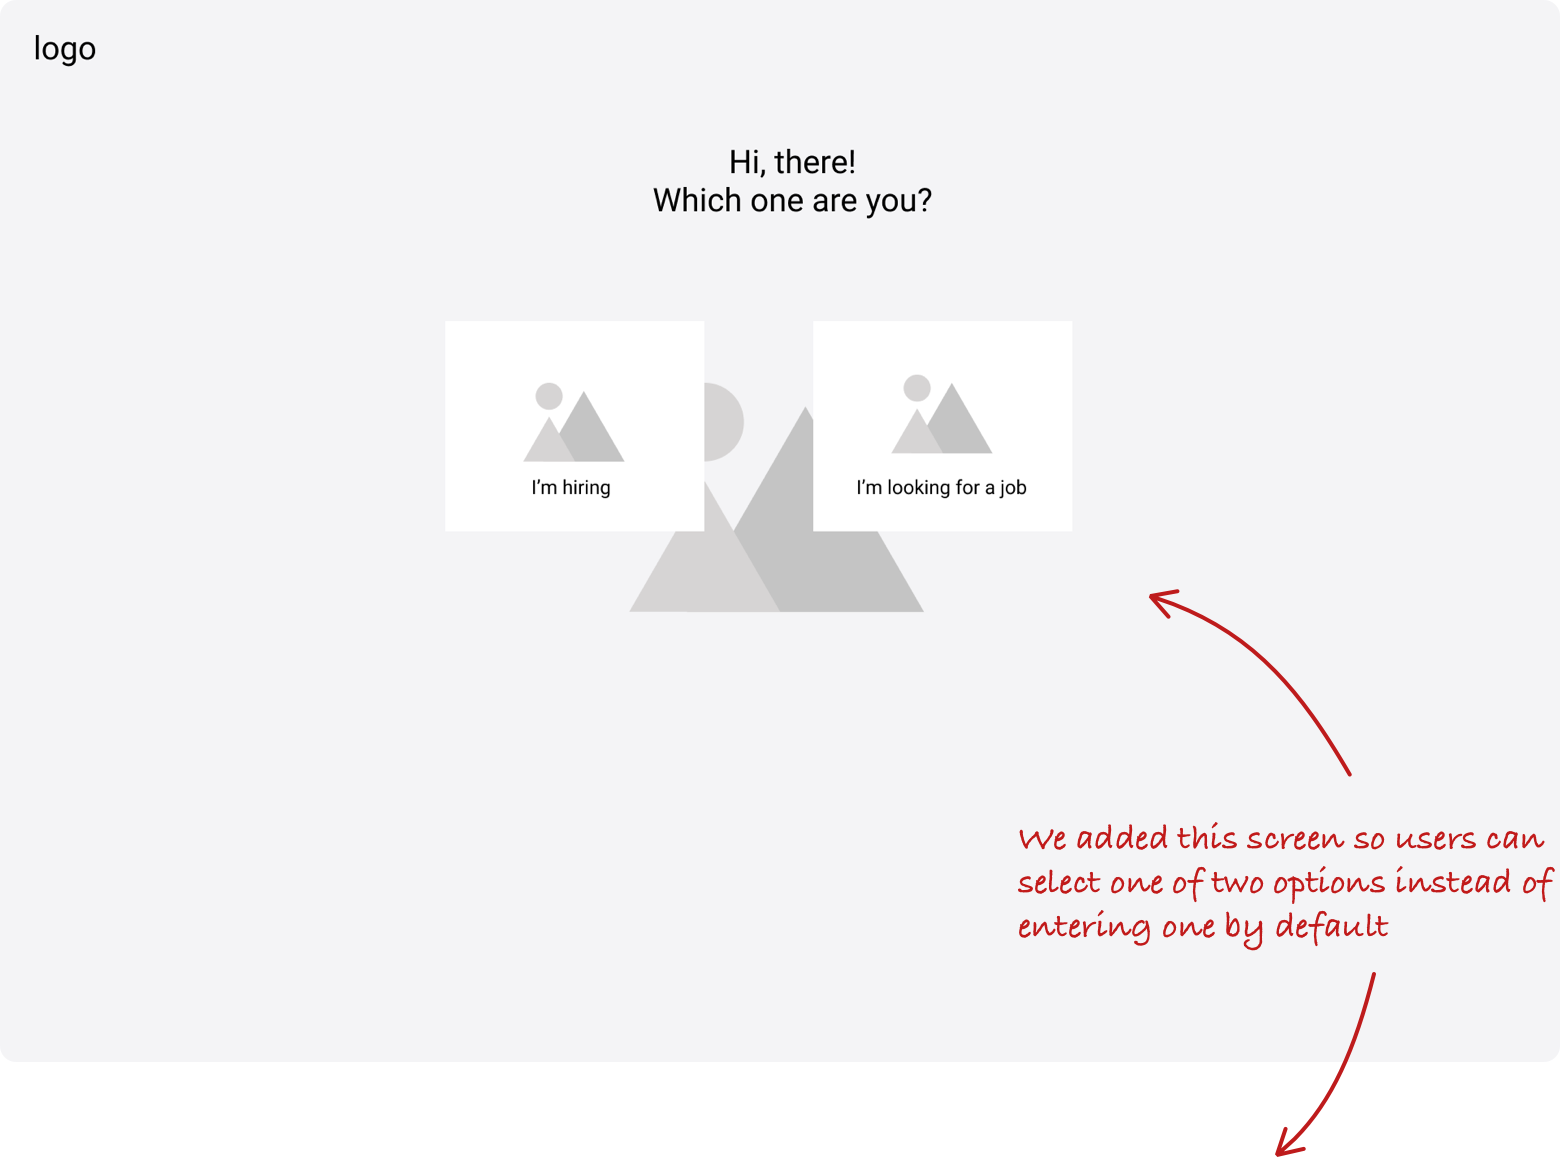 logo
Hi, there!
Which one are you?
I'm hiring
I'm looking for a job
We added this screen so users can
select one of two options instead of
entering one by default